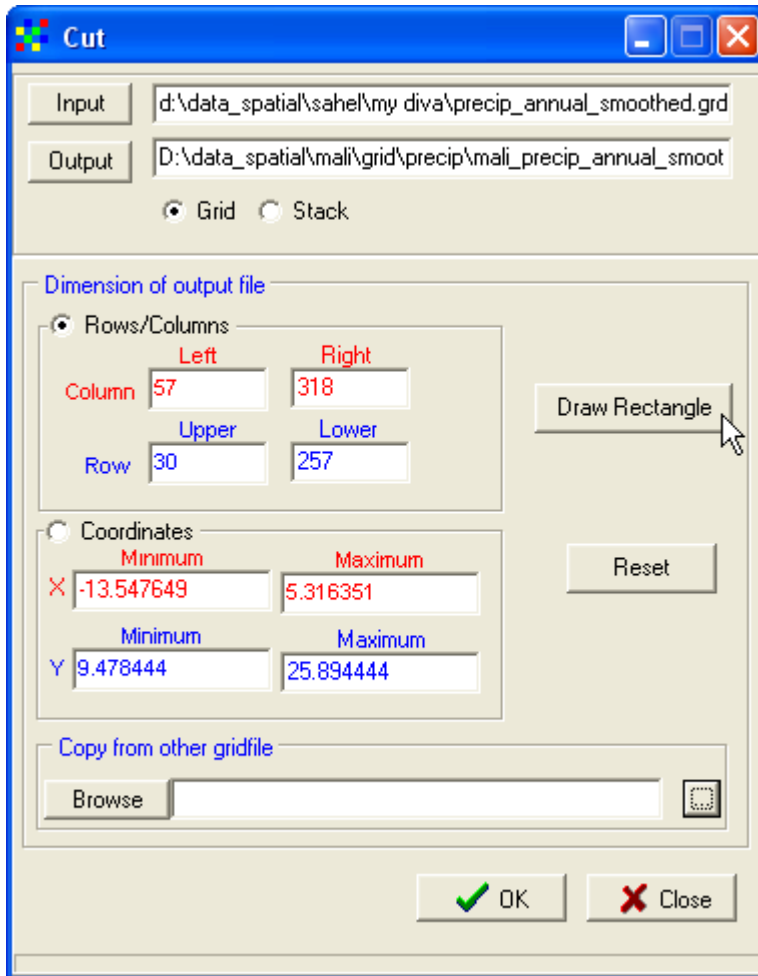 Cut
Input d:\data_spatial\sahel\my diva\precip_annual_smoothed.grd
Output D:\data_spatial\mali\grid\precip\mali_precip_annual_smoot
Grid Stack
Dimension of output file
Rows/Columns
Left Right
Column 57 318
Draw Rectangle
Upper Lower
Row 30 257
Coordinates
Minimum Maximum
X -13.547649 5.316351
Reset
Minimum Maximum
Y 9.478444 25.894444
Copy from other gridfile
Browse
OK Close